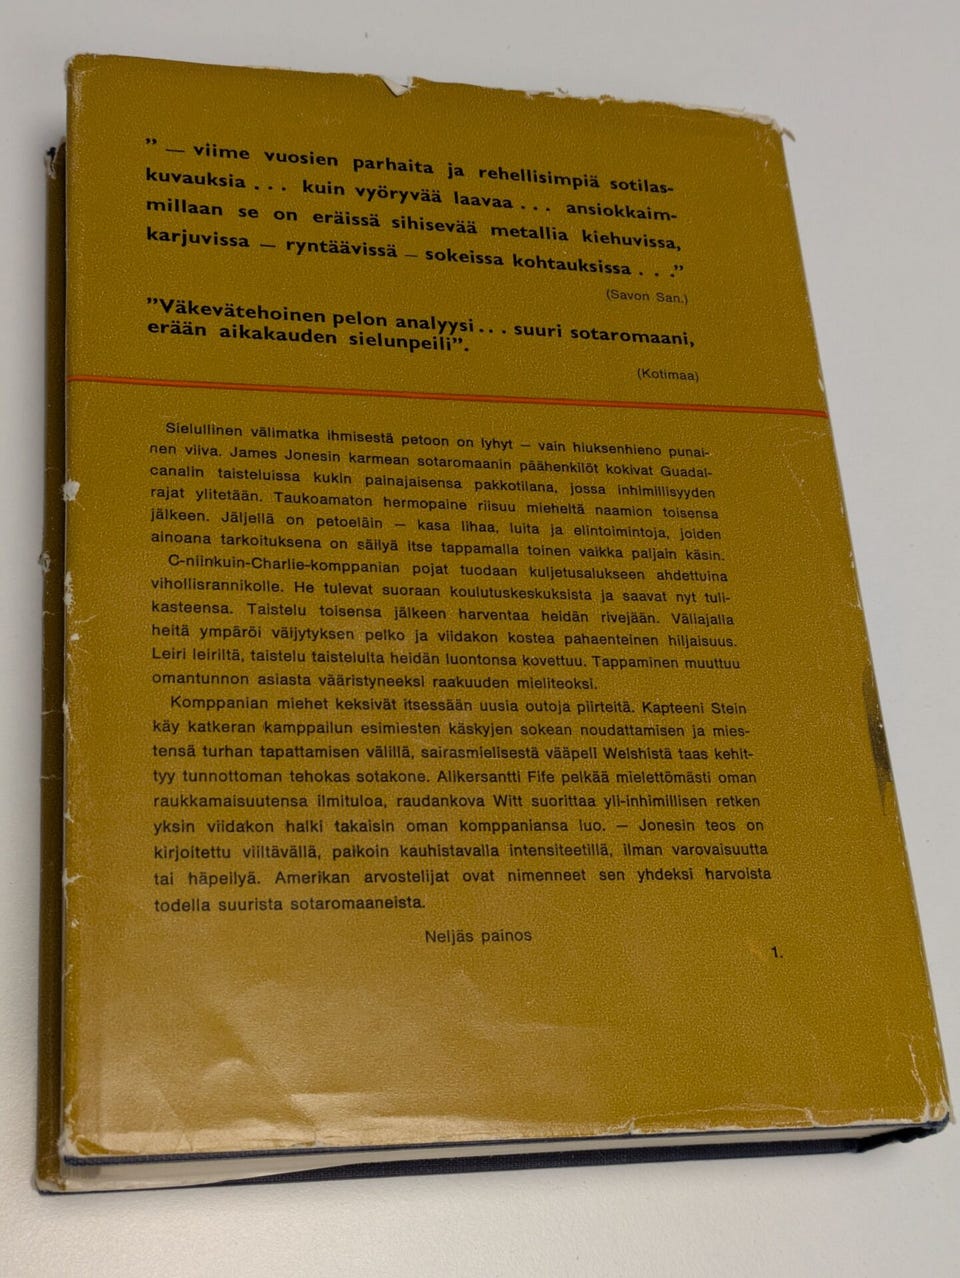 ” — viime vuosien parhaita ja rehellisimpiä sotilas-
kuvauksia . . . kuin vyöryvää laavaa . . . ansiokkaim-
millaan se on eräissä sihisevää metallia kiehuvissa,
karjuvissa — ryntäävissä — sokeissa kohtauksissa . . .”
(Savon San.)
”Väkevätehoinen pelon analyysi . . . suuri sotaromaani,
erään aikakauden sielunpeili”.
(Kotimaa)
Sielullinen välimatka ihmisestä petoon on lyhyt — vain hiuksenhieno punai-
nen viiva. James Jonesin karmean sotaromaanin päähenkilöt kokivat Guadal-
canalin taisteluissa kukin painajaisensa pakkotilana, jossa inhimillisyyden
rajat ylitetään. Taukoamaton hermopaine riisuu mieheltä naamion toisensa
jälkeen. Jäljellä on petoeläin — kasa lihaa, luita ja elintoimintoja, joiden
ainoana tarkoituksena on säilyä itse tappamalla toinen vaikka paljain käsin.
C-niinkuin-Charlie-komppanian pojat tuodaan kuljetusalukseen ahdettuina
vihollisrannikolle. He tulevat suoraan koulutuskeskuksista ja saavat nyt tuli-
kasteensa. Taistelu toisensa jälkeen harventaa heidän rivejään. Väliajalla
heitä ympäröi väijytyksen pelko ja viidakon kostea pahaenteinen hiljaisuus.
Leiri leiriltä, taistelu taistelulta heidän luontonsa kovettuu. Tappaminen muuttuu
omantunnon asiasta vääristyneeksi raakuuden mieliteoksi.
Komppanian miehet keksivät itsessään uusia outoja piirteitä. Kapteeni Stein
käy katkeran kamppailun esimiesten käskyjen sokean noudattamisen ja mies-
tensä turhan tapattamisen välillä, sairasmielisestä vääpeli Welshistä taas kehit-
tyy tunnottoman tehokas sotakone. Alikersantti Fife pelkää mielettömästi oman
raukkamaisuutensa ilmituloa, raudankova Witt suorittaa yli-inhimillisen retken
yksin viidakon halki takaisin oman komppaniansa luo. — Jonesin teos on
kirjoitettu viiltävällä, paikoin kauhistavalla intensiteetillä, ilman varovaisuutta
tai häpeilyä. Amerikan arvostelijat ovat nimenneet sen yhdeksi harvoista
todella suurista sotaromaaneista.
Neljäs painos
1.